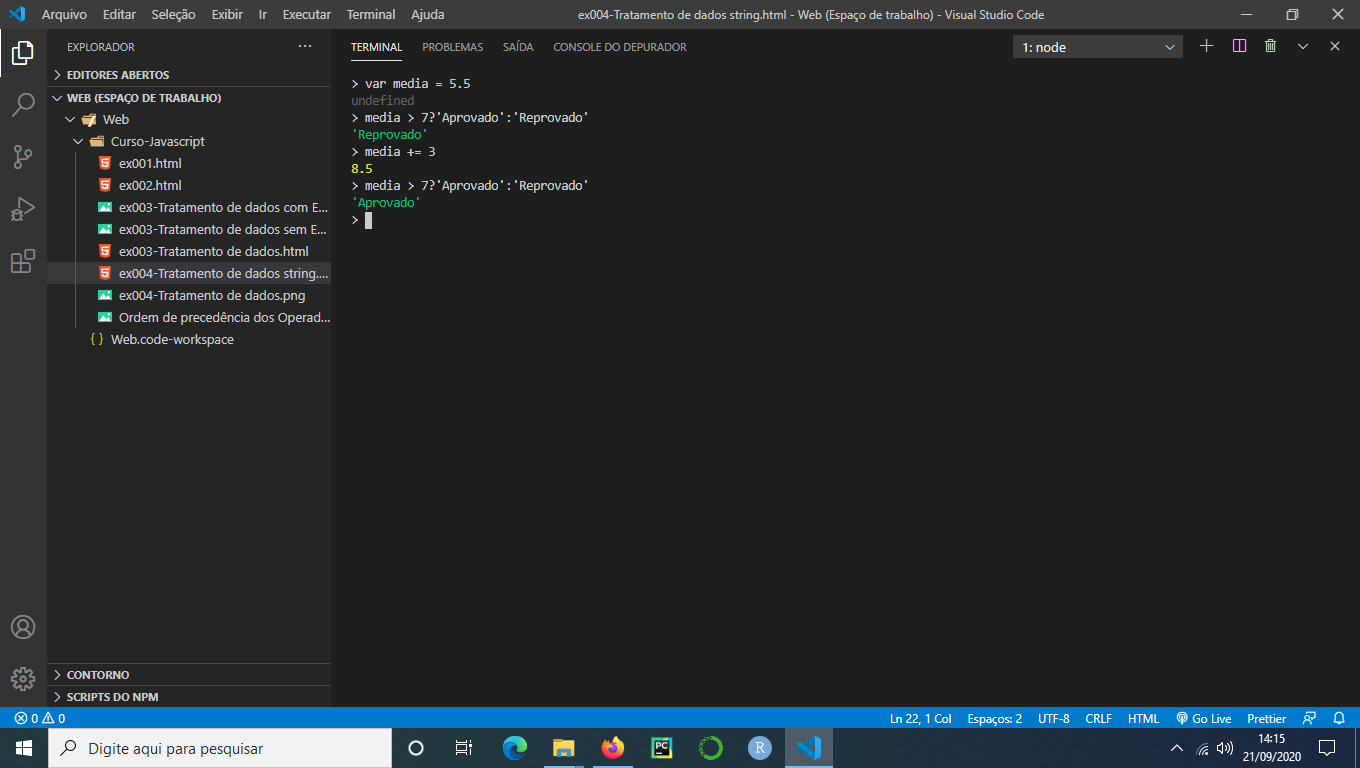 Arquivo Editar Seleção Exibir Ir Executar Terminal Ajuda ex004-Tratamento de dados string.html - Web (Espaço de trabalho) - Visual Studio Code
EXPLORADOR ···
EDITORES ABERTOS
WEB (ESPAÇO DE TRABALHO)
Web
Curso-Javascript
ex001.html
ex002.html
ex003-Tratamento de dados com E...
ex003-Tratamento de dados sem E...
ex003-Tratamento de dados.html
ex004-Tratamento de dados string....
ex004-Tratamento de dados.png
Ordem de precedência dos Operad...
{ } Web.code-workspace
CONTORNO
SCRIPTS DO NPM
TERMINAL PROBLEMAS SAÍDA CONSOLE DO DEPURADOR 1: node
> var media = 5.5
undefined
> media > 7?'Aprovado':'Reprovado'
'Reprovado'
> media += 3
8.5
> media > 7?'Aprovado':'Reprovado'
'Aprovado'
>
0 0 Ln 22, 1 Col Espaços: 2 UTF-8 CRLF HTML Go Live Prettier
Digite aqui para pesquisar
PC
R
14:15
21/09/2020